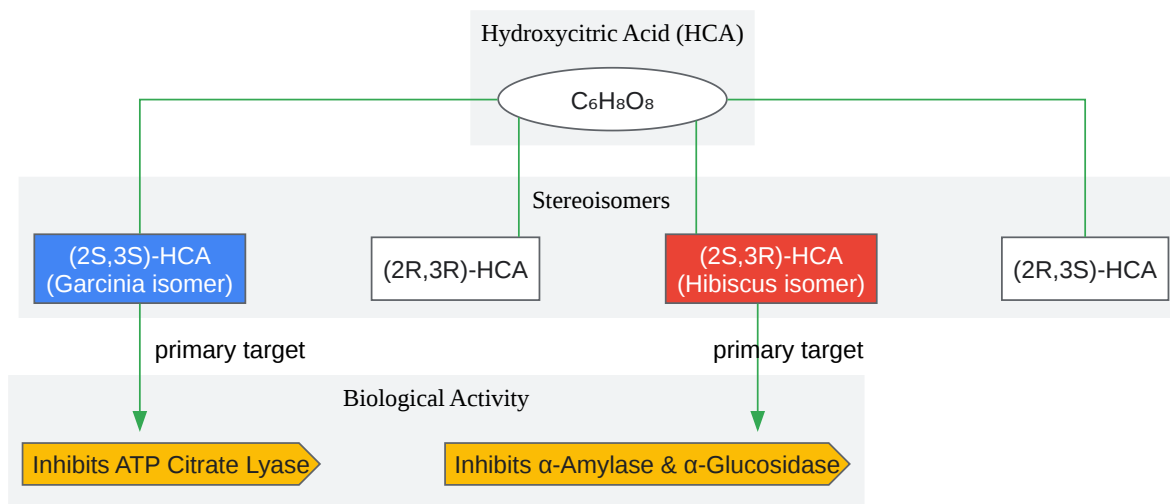 Hydroxycitric Acid (HCA)
C₆H₈O₈
Stereoisomers
(2S,3S)-HCA
(Garcinia isomer)
(2R,3R)-HCA
(2S,3R)-HCA
(Hibiscus isomer)
(2R,3S)-HCA
primary target
primary target
Biological Activity
Inhibits ATP Citrate Lyase
Inhibits α-Amylase & α-Glucosidase